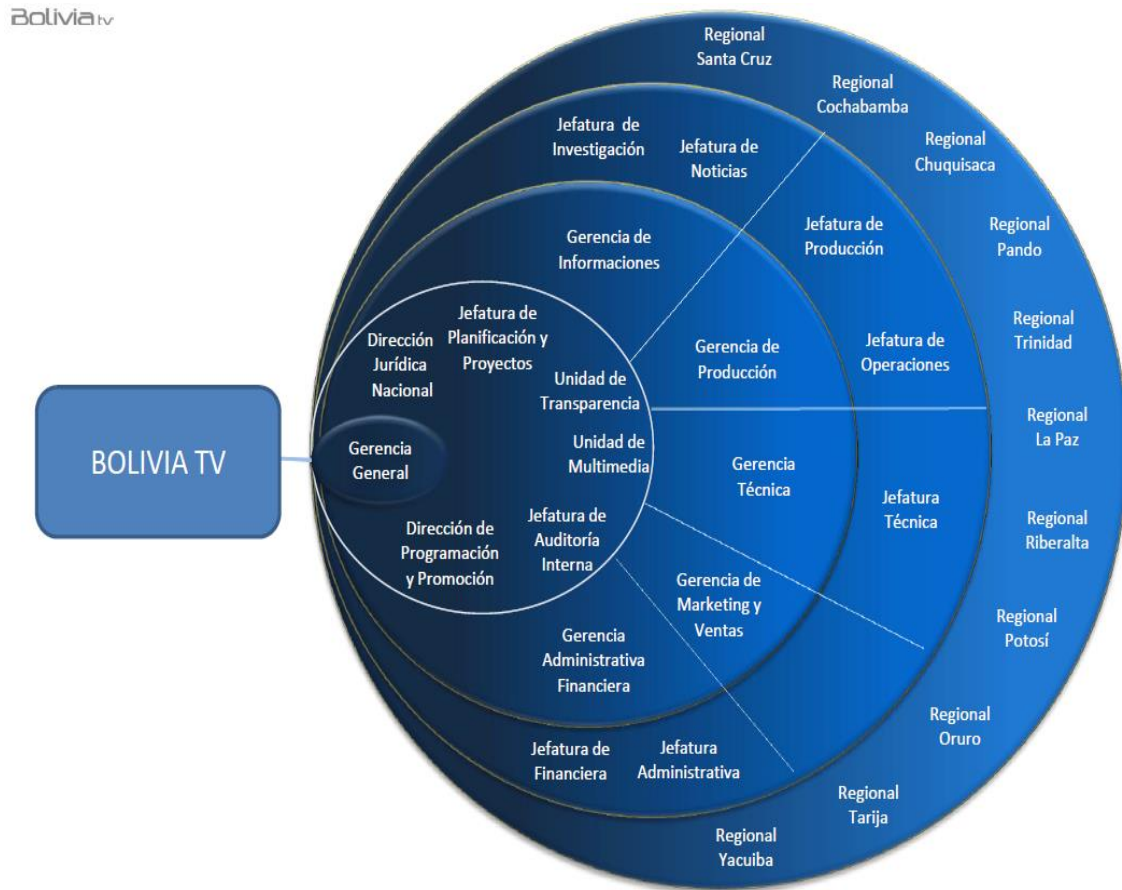 Bolivia tv
Regional
Santa Cruz
Regional
Cochabamba
Regional
Chuquisaca
Regional
Pando
Regional
Trinidad
Regional
La Paz
Regional
Riberalta
Regional
Potosí
Regional
Oruro
Regional
Tarija
Regional
Yacuiba
Jefatura de
Investigación
Jefatura de
Noticias
Jefatura de
Producción
Jefatura de
Operaciones
Jefatura
Técnica
Jefatura
Administrativa
Jefatura de
Financiera
Gerencia de
Informaciones
Gerencia de
Producción
Gerencia
Técnica
Gerencia de
Marketing y
Ventas
Gerencia
Administrativa
Financiera
Jefatura de
Planificación y
Proyectos
Dirección
Jurídica
Nacional
Unidad de
Transparencia
Unidad de
Multimedia
Jefatura de
Auditoría
Interna
Dirección de
Programación
y Promoción
Gerencia
General
BOLIVIA TV